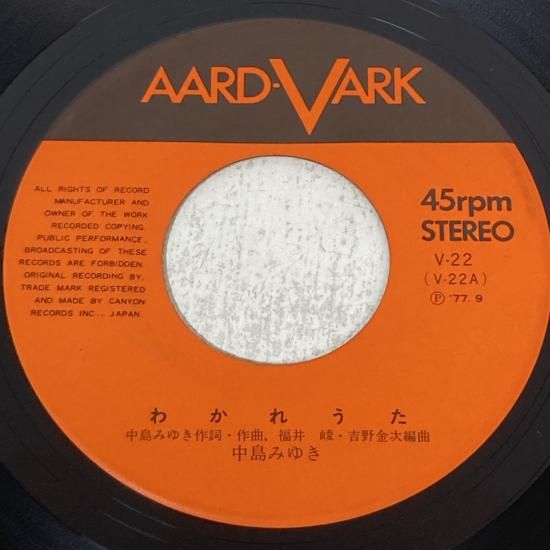 AARD-VARK
ALL RIGHTS OF RECORD
MANUFACTURER AND
OWNER OF THE WORK
RECORDED COPYING.
PUBLIC PERFORMANCE,
BROADCASTING OF THESE
RECORDS ARE FORBIDDEN.
ORIGINAL RECORDING BY,
TRADE MARK REGISTERED
AND MADE BY CANYON
RECORDS INC., JAPAN.
45rpm
STEREO
V-22
(V-22A)
Ⓟ '77. 9
わかれうた
中島みゆき作詞・作曲, 福井 崚・吉野金次編曲
中島みゆき